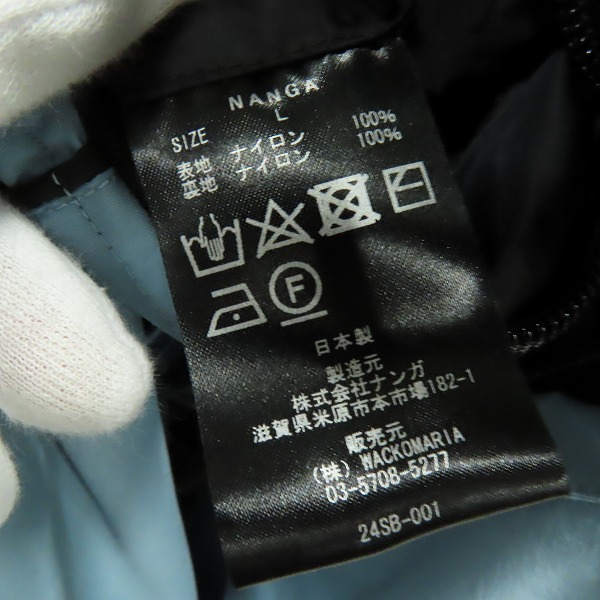 NANGA
SIZE L
表地 ナイロン 100%
裏地 ナイロン 100%
F
日本製
製造元
株式会社ナンガ
滋賀県米原市本市場182-1
販売元
(株) WACKOMARIA
03-5708-5277
24SB-001